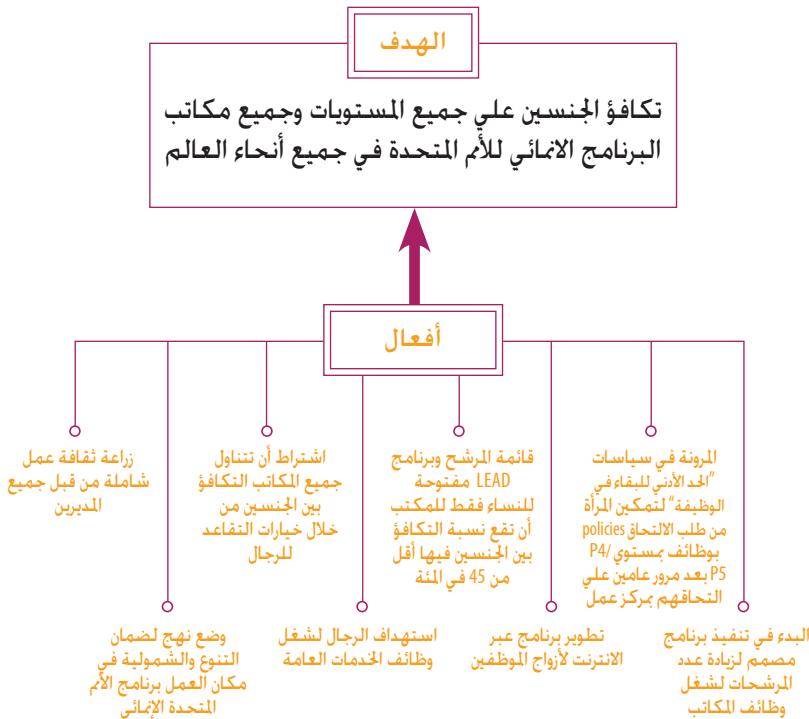 الهدف
تكافؤ الجنسين علي جميع المستويات وجميع مكاتب
البرنامج الانمائي للأمم المتحدة في جميع أنحاء العالم
أفعال
المرونة في سياسات
"الحد الأدني للبقاء في
الوظيفة" لتمكين المرأة
من طلب الالتحاق policies
بوظائف بمستوي P4/
P5 بعد مرور عامين علي
التحاقهم بمركز عمل
قائمة المرشح وبرنامج
LEAD مفتوحة
للنساء فقط للمكتب
أن تقع نسبة التكافؤ
بين الجنسين فيها أقل
من 45 في المئة
اشتراط أن تتناول
جميع المكاتب التكافؤ
بين الجنسين من
خلال خيارات التقاعد
للرجال
زراعة ثقافة عمل
شاملة من قبل جميع
المديرين
البدء في تنفيذ برنامج
مصمم لزيادة عدد
المرشحات لشغل
وظائف المكاتب
تطوير برنامج عبر
الانترنت لأزواج الموظفين
استهداف الرجال لشغل
وظائف الخدمات العامة
وضع نهج لضمان
التنوع والشمولية في
مكان العمل برنامج الأمم
المتحدة الإنمائي